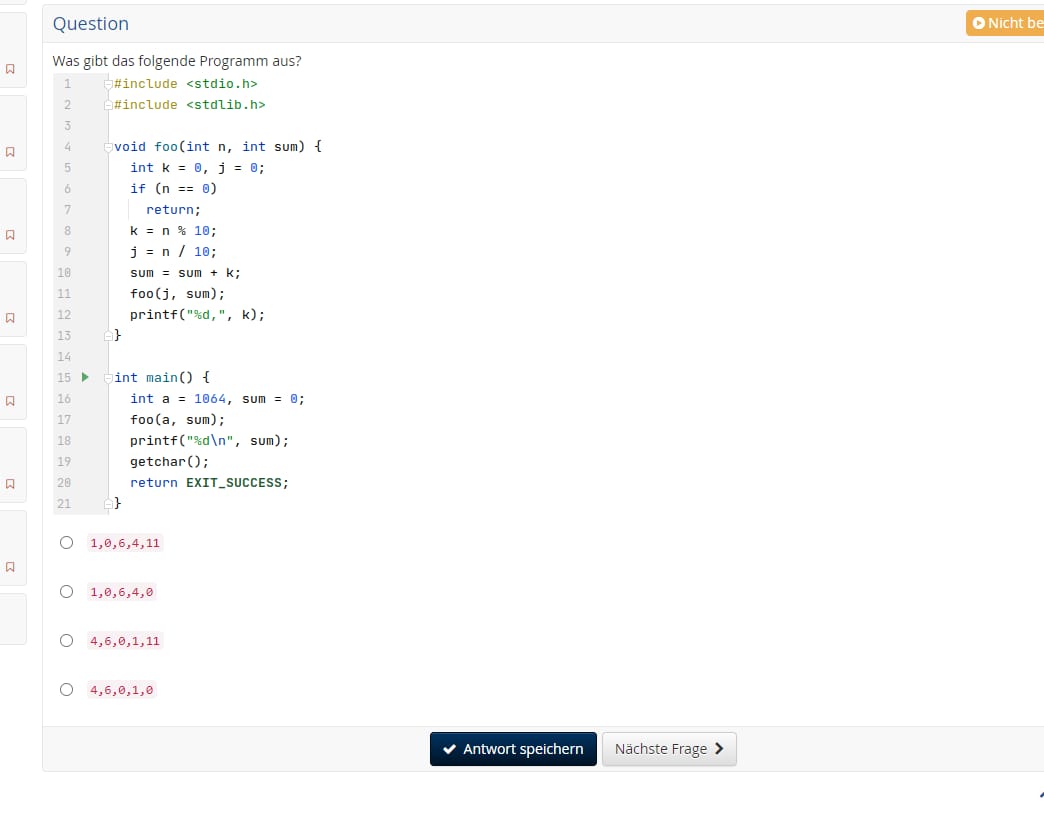 Question
Nicht be
Was gibt das folgende Programm aus?
1 #include <stdio.h>
2 #include <stdlib.h>
3
4 void foo(int n, int sum) {
5   int k = 0, j = 0;
6   if (n == 0)
7     return;
8   k = n % 10;
9   j = n / 10;
10   sum = sum + k;
11   foo(j, sum);
12   printf("%d,", k);
13 }
14
15 int main() {
16   int a = 1064, sum = 0;
17   foo(a, sum);
18   printf("%d\n", sum);
19   getchar();
20   return EXIT_SUCCESS;
21 }
1,0,6,4,11
1,0,6,4,0
4,6,0,1,11
4,6,0,1,0
Antwort speichern
Nächste Frage